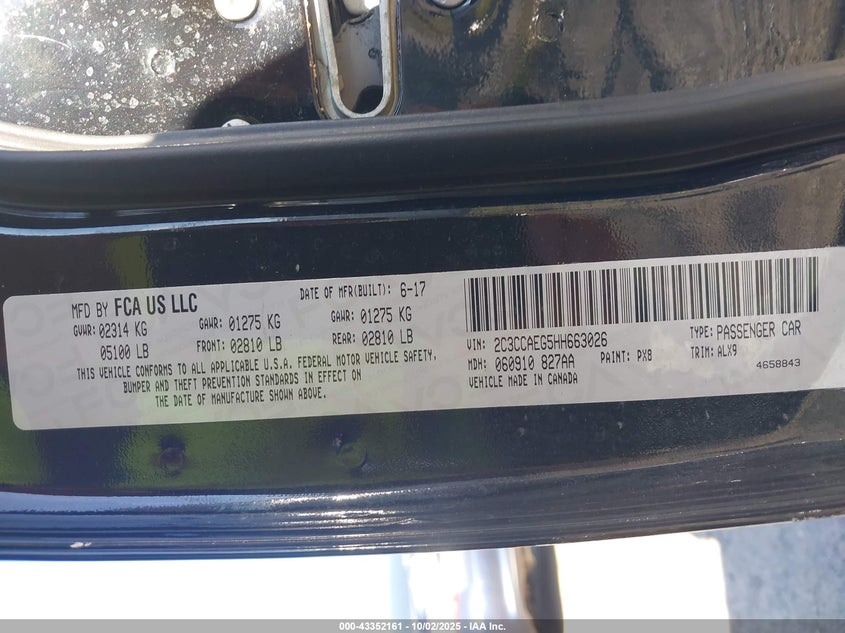 MFD BY FCA US LLC
DATE OF MFR(BUILT): 6-17
GVWR: 02314 KG
GAWR: 01275 KG
GAWR: 01275 KG
05100 LB
FRONT: 02810 LB
REAR: 02810 LB
THIS VEHICLE CONFORMS TO ALL APPLICABLE U.S.A. FEDERAL MOTOR VEHICLE SAFETY,
BUMPER AND THEFT PREVENTION STANDARDS IN EFFECT ON
THE DATE OF MANUFACTURE SHOWN ABOVE.
VIN: 2C3CCAEG5HH663026
TYPE: PASSENGER CAR
MDH: 060910 827AA
PAINT: PX8
TRIM: ALX9
VEHICLE MADE IN CANADA
4658843
000-43352161 - 10/02/2025 - IAA Inc.